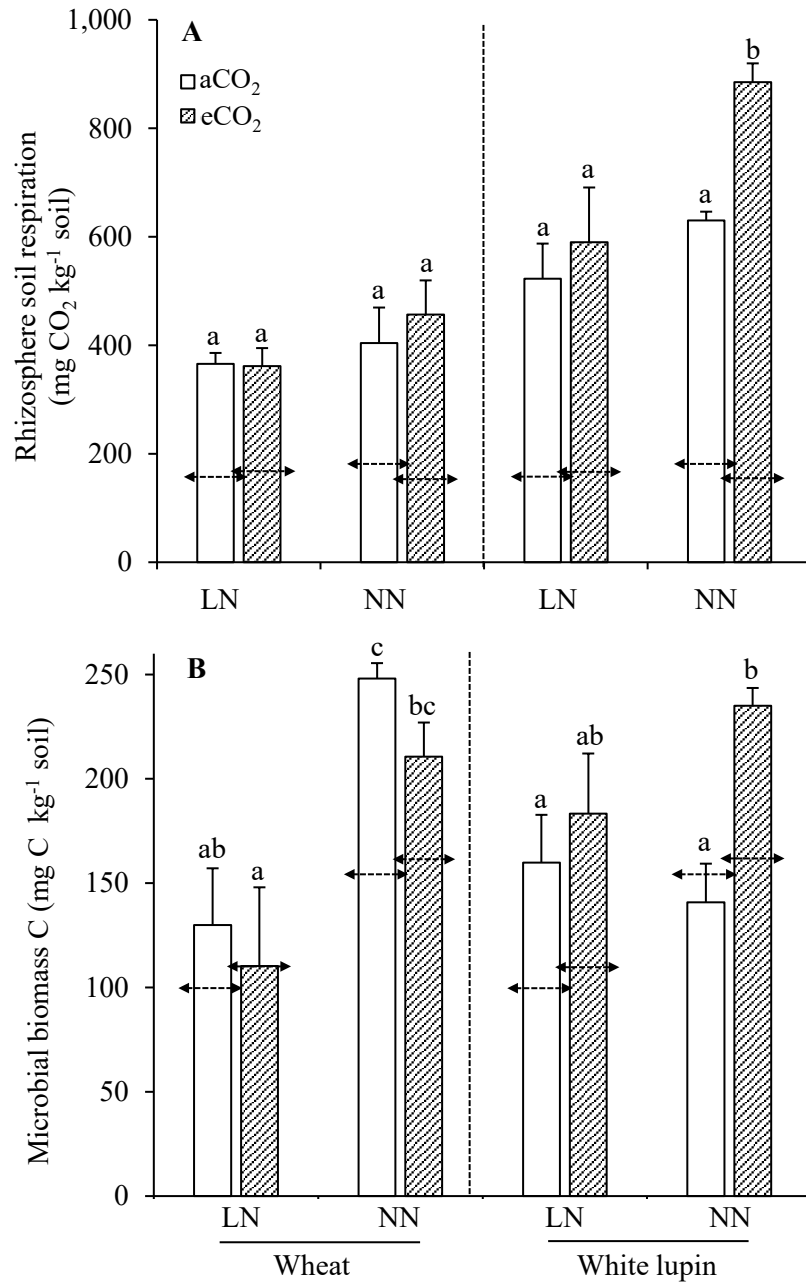 A
aCO₂
eCO₂
Rhizosphere soil respiration
(mg CO₂ kg⁻¹ soil)
1,000
800
600
400
200
0
a
a
a
a
a
a
a
b
LN
NN
LN
NN
B
Microbial biomass C (mg C kg⁻¹ soil)
250
200
150
100
50
0
ab
a
c
bc
a
ab
a
b
LN
NN
LN
NN
Wheat
White lupin